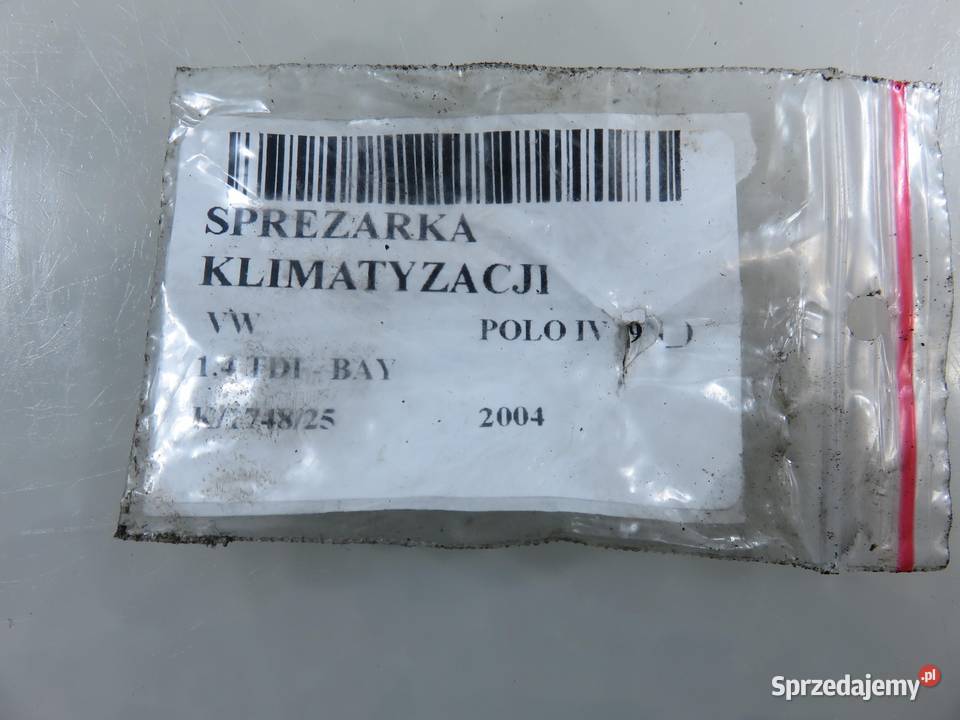 SPREZARKA
KLIMATYZACJI
VW POLO IV
1.4 TDI - BAY
2004
Sprzedajemy.pl